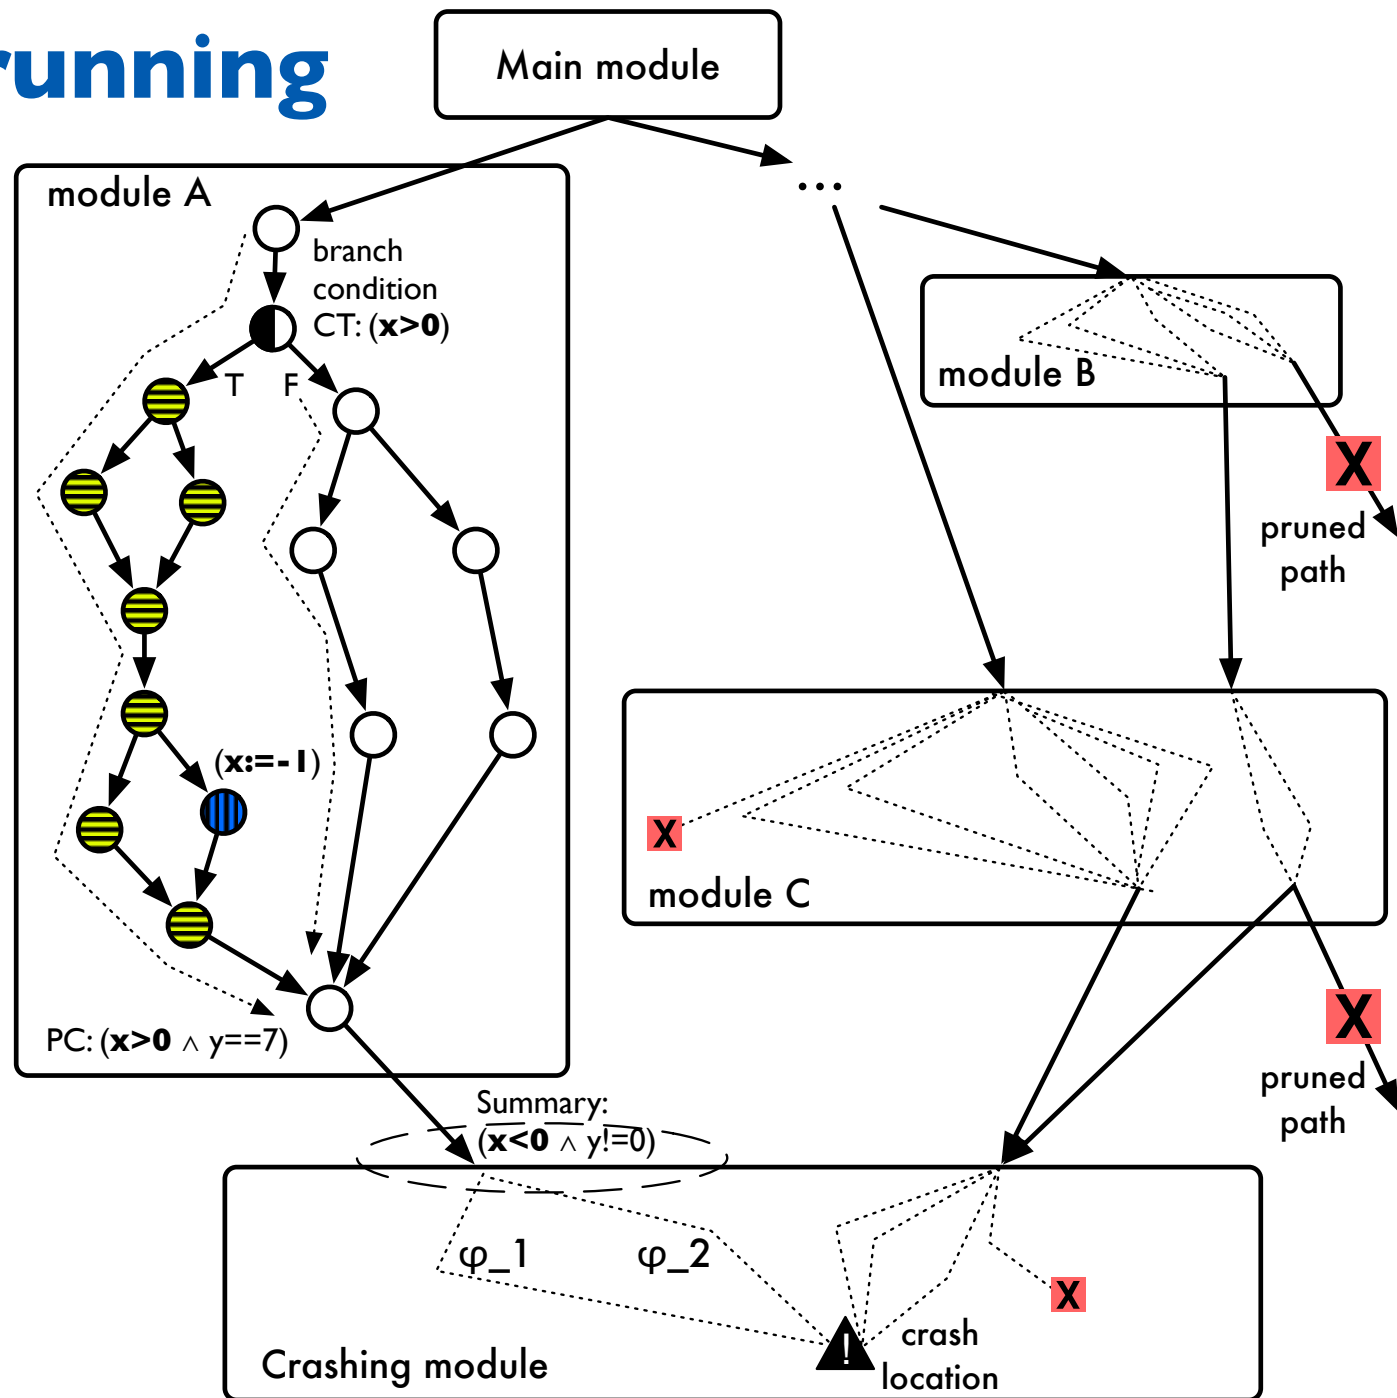 running
Main module
module A
...
branch
condition
CT: (x>0)
T
F
module B
X
pruned
path
(x:=-1)
X
module C
X
pruned
path
PC: (x>0 ∧ y==7)
Summary:
(x<0 ∧ y!=0)
φ_1
φ_2
X
!
crash
location
Crashing module